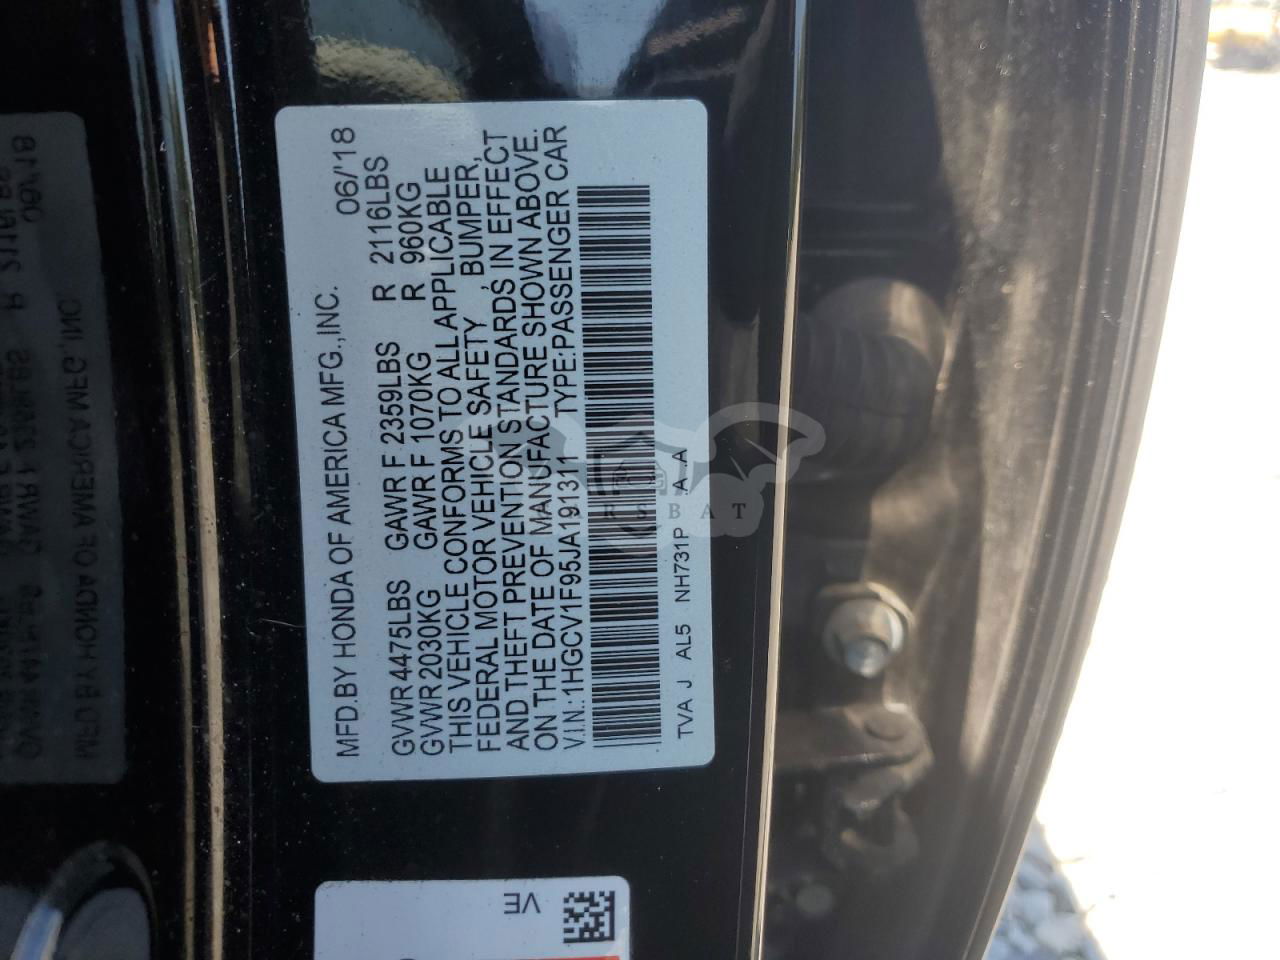 MFD.BY HONDA OF AMERICA MFG.,INC. 06/'18
GVWR 4475LBS GAWR F 2359LBS R 2116LBS
GVWR 2030KG GAWR F 1070KG R 960KG
THIS VEHICLE CONFORMS TO ALL APPLICABLE
FEDERAL MOTOR VEHICLE SAFETY, BUMPER,
AND THEFT PREVENTION STANDARDS, IN EFFECT
ON THE DATE OF MANUFACTURE SHOWN ABOVE.
V.I.N.:1HGCV1F95JA191311 TYPE:PASSENGER CAR
TVA J AL5 NH731P A A
CARSBAT
VE